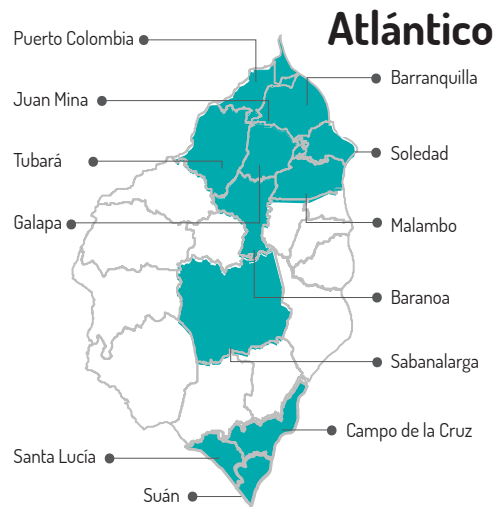 Atlántico
Puerto Colombia
Barranquilla
Juan Mina
Soledad
Tubará
Galapa
Malambo
Baranoa
Sabanalarga
Campo de la Cruz
Santa Lucía
Suán